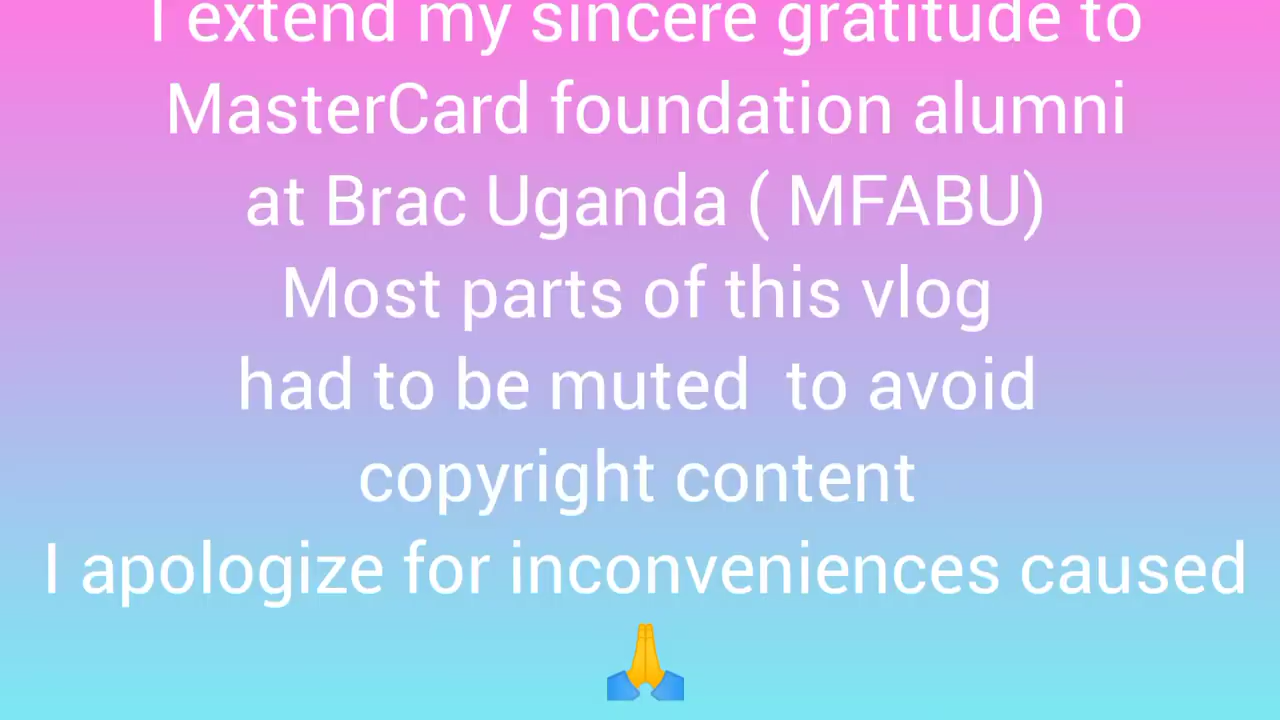 I extend my sincere gratitude to
MasterCard foundation alumni
at Brac Uganda ( MFABU)
Most parts of this vlog
had to be muted  to avoid
copyright content
I apologize for inconveniences caused
🙏